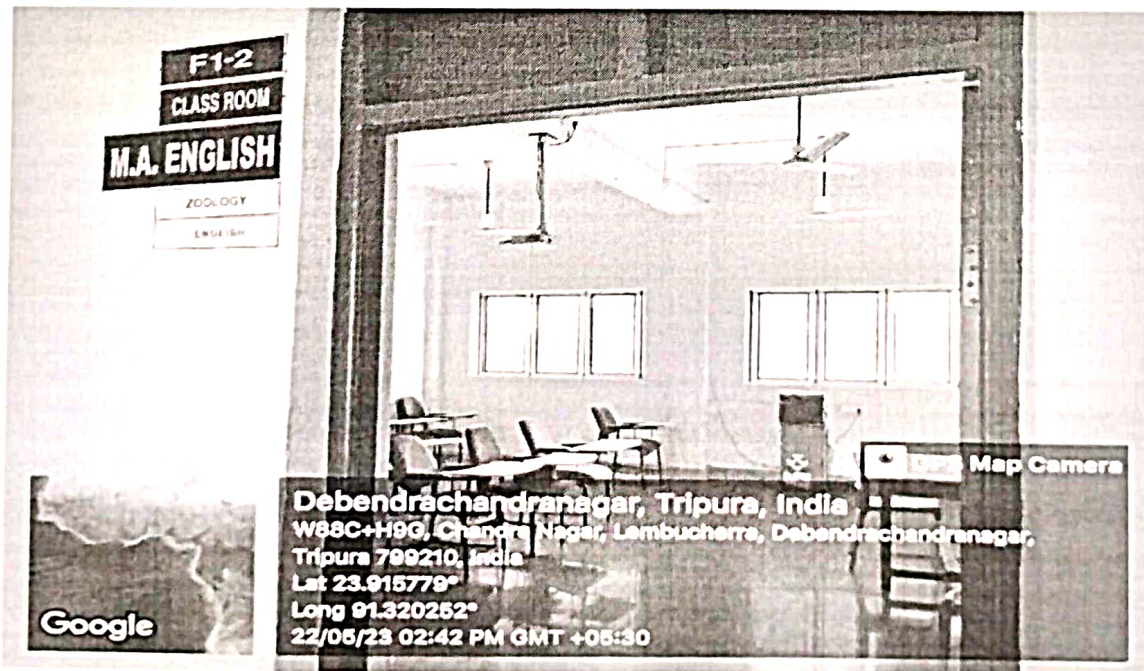 F1-2
CLASS ROOM
M.A. ENGLISH
ZOOLOGY
ENGLISH
GPS Map Camera
Debendrachandranagar, Tripura, India
W88C+H9G, Chandra Nagar, Lembucherra, Debendrachandranagar,
Tripura 799210, India
Lat 23.915779°
Long 91.320252°
22/05/23 02:42 PM GMT +05:30
Google